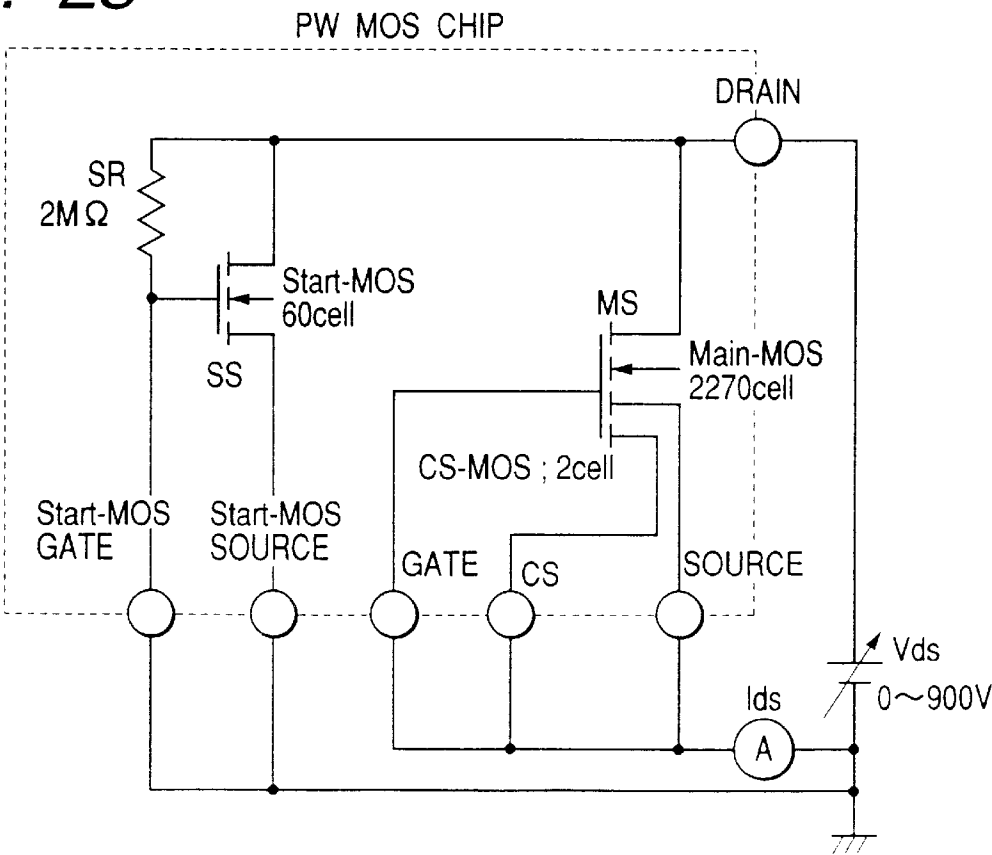 PW MOS CHIP
DRAIN
SR
2MΩ
Start-MOS
60cell
SS
MS
Main-MOS
2270cell
CS-MOS ; 2cell
Start-MOS
GATE
Start-MOS
SOURCE
GATE
CS
SOURCE
Vds
0～900V
Ids
A